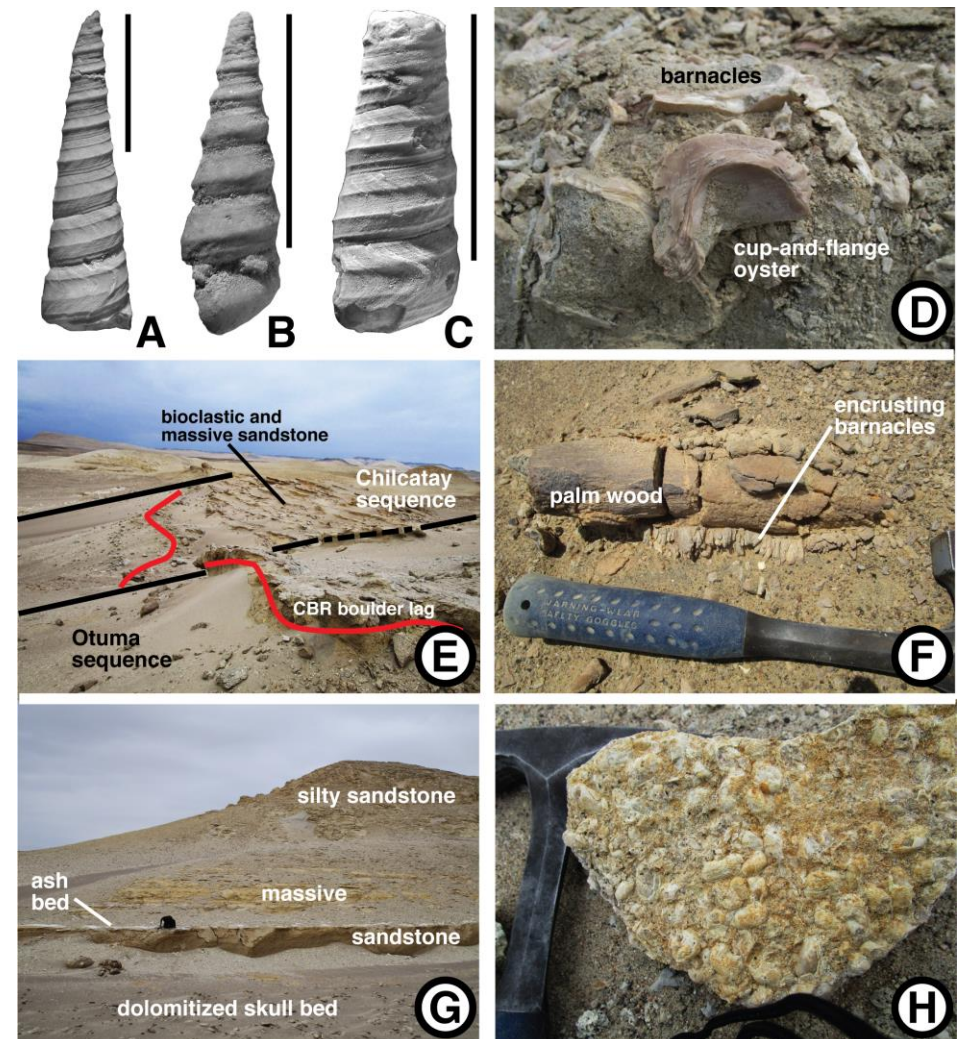 A
B
C
barnacles
cup-and-flange
oyster
D
bioclastic and
massive sandstone
Chilcatay
sequence
CBR boulder lag
Otuma
sequence
E
encrusting
barnacles
palm wood
WARNING-WEAR
SAFETY GOGGLES
F
silty sandstone
ash
bed
massive
sandstone
dolomitized skull bed
G
H